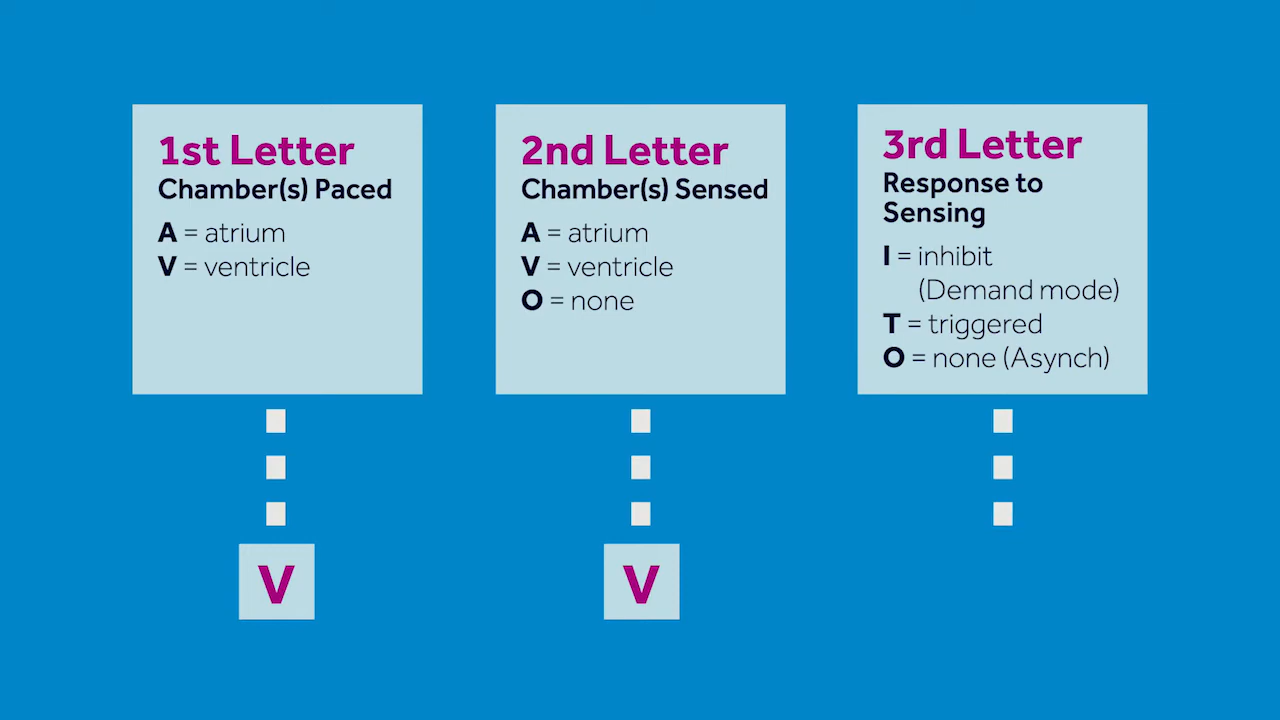 1st Letter
Chamber(s) Paced
A = atrium
V = ventricle
2nd Letter
Chamber(s) Sensed
A = atrium
V = ventricle
O = none
3rd Letter
Response to
Sensing
I = inhibit
(Demand mode)
T = triggered
O = none (Asynch)
V
V